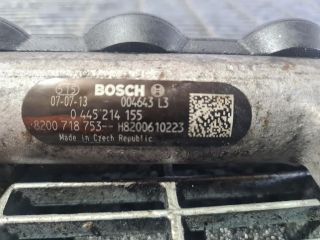 BOSCH
07-07-13 004643 L3
0 445 214 155
8200 718 753-- H8200610223
Made in Czech Republic